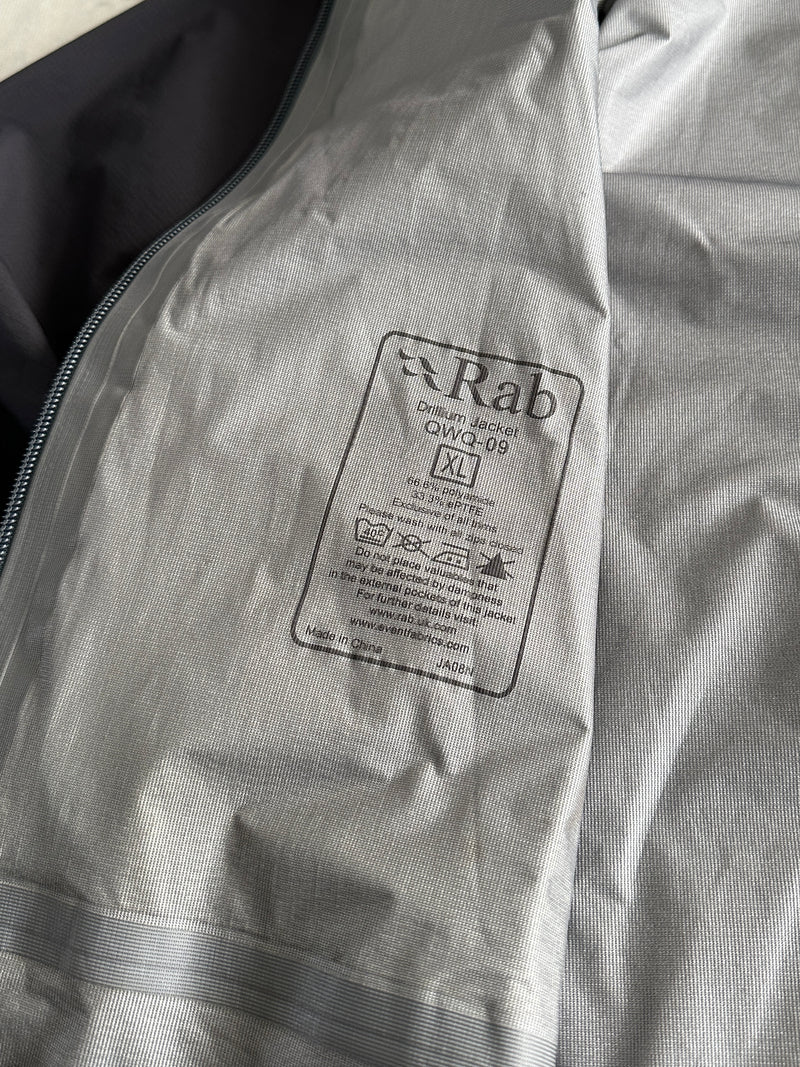 Rab
Drillium Jacket
QWQ-09
XL
66.6% polyamide
33.3% ePTFE
Exclusive of all trims
Please wash with all zips closed
40°
Do not place valuables that
may be affected by dampness
in the external pockets of this jacket
For further details visit:
www.rab.uk.com
www.eventfabrics.com
Made in China JA08N